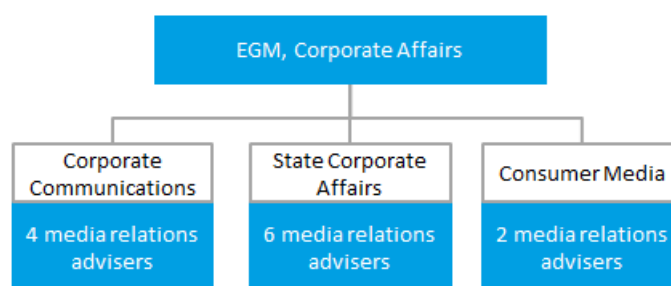 EGM, Corporate Affairs
Corporate
Communications
4 media relations
advisers
State Corporate
Affairs
6 media relations
advisers
Consumer Media
2 media relations
advisers